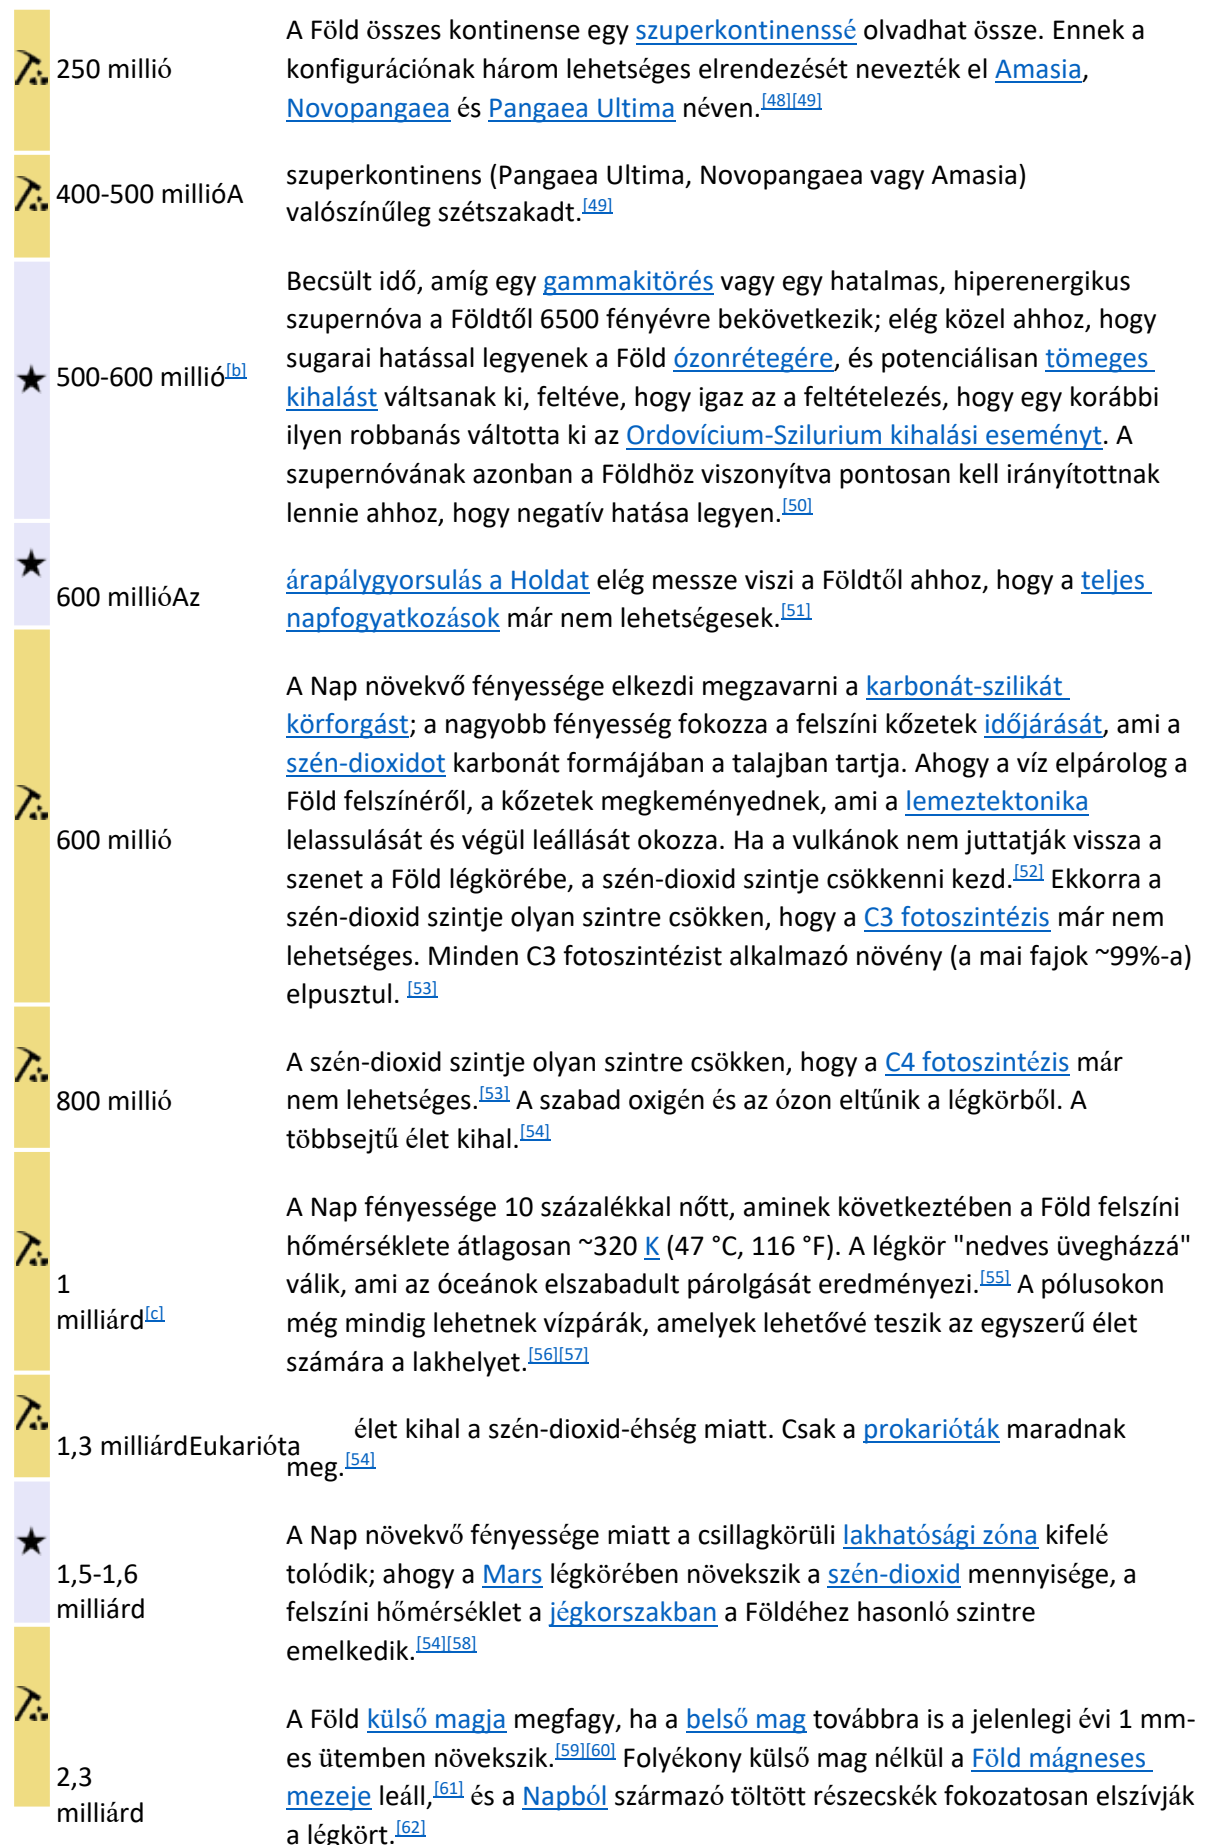 A Föld összes kontinense egy szuperkontinenssé olvadhat össze. Ennek a
250 millió konfigurációnak három lehetséges elrendezését nevezték el Amasia,
Novopangaea és Pangaea Ultima néven.[48][49]
400-500 millióA szuperkontinens (Pangaea Ultima, Novopangaea vagy Amasia)
valószínűleg szétszakadt.[49]
Becsült idő, amíg egy gammakitörés vagy egy hatalmas, hiperenergikus
szupernóva a Földtől 6500 fényévre bekövetkezik; elég közel ahhoz, hogy
500-600 millió[b] sugarai hatással legyenek a Föld ózonrétegére, és potenciálisan tömeges
kihalást váltsanak ki, feltéve, hogy igaz az a feltételezés, hogy egy korábbi
ilyen robbanás váltotta ki az Ordovícium-Szilurium kihalási eseményt. A
szupernóvának azonban a Földhöz viszonyítva pontosan kell irányítottnak
lennie ahhoz, hogy negatív hatása legyen.[50]
600 millióAz árapálygyorsulás a Holdat elég messze viszi a Földtől ahhoz, hogy a teljes
napfogyatkozások már nem lehetségesek.[51]
A Nap növekvő fényessége elkezdi megzavarni a karbonát-szilikát
körforgást; a nagyobb fényesség fokozza a felszíni kőzetek időjárását, ami a
szén-dioxidot karbonát formájában a talajban tartja. Ahogy a víz elpárolog a
Föld felszínéről, a kőzetek megkeményednek, ami a lemeztektonika
600 millió lelassulását és végül leállását okozza. Ha a vulkánok nem juttatják vissza a
szenet a Föld légkörébe, a szén-dioxid szintje csökkenni kezd.[52] Ekkorra a
szén-dioxid szintje olyan szintre csökken, hogy a C3 fotoszintézis már nem
lehetséges. Minden C3 fotoszintézist alkalmazó növény (a mai fajok ~99%-a)
elpusztul. [53]
A szén-dioxid szintje olyan szintre csökken, hogy a C4 fotoszintézis már
800 millió nem lehetséges.[53] A szabad oxigén és az ózon eltűnik a légkörből. A
többsejtű élet kihal.[54]
A Nap fényessége 10 százalékkal nőtt, aminek következtében a Föld felszíni
hőmérséklete átlagosan ~320 K (47 °C, 116 °F). A légkör "nedves üvegházzá"
1 válik, ami az óceánok elszabadult párolgását eredményezi.[55] A pólusokon
milliárd[c] még mindig lehetnek vízpárák, amelyek lehetővé teszik az egyszerű élet
számára a lakhelyet.[56][57]
1,3 milliárdEukarióta élet kihal a szén-dioxid-éhség miatt. Csak a prokarióták maradnak
meg.[54]
A Nap növekvő fényessége miatt a csillagkörüli lakhatósági zóna kifelé
1,5-1,6 tolódik; ahogy a Mars légkörében növekszik a szén-dioxid mennyisége, a
milliárd felszíni hőmérséklet a jégkorszakban a Földéhez hasonló szintre
emelkedik.[54][58]
A Föld külső magja megfagy, ha a belső mag továbbra is a jelenlegi évi 1 mm-
es ütemben növekszik.[59][60] Folyékony külső mag nélkül a Föld mágneses
2,3 mezeje leáll,[61] és a Napból származó töltött részecskék fokozatosan elszívják
milliárd a légkört.[62]